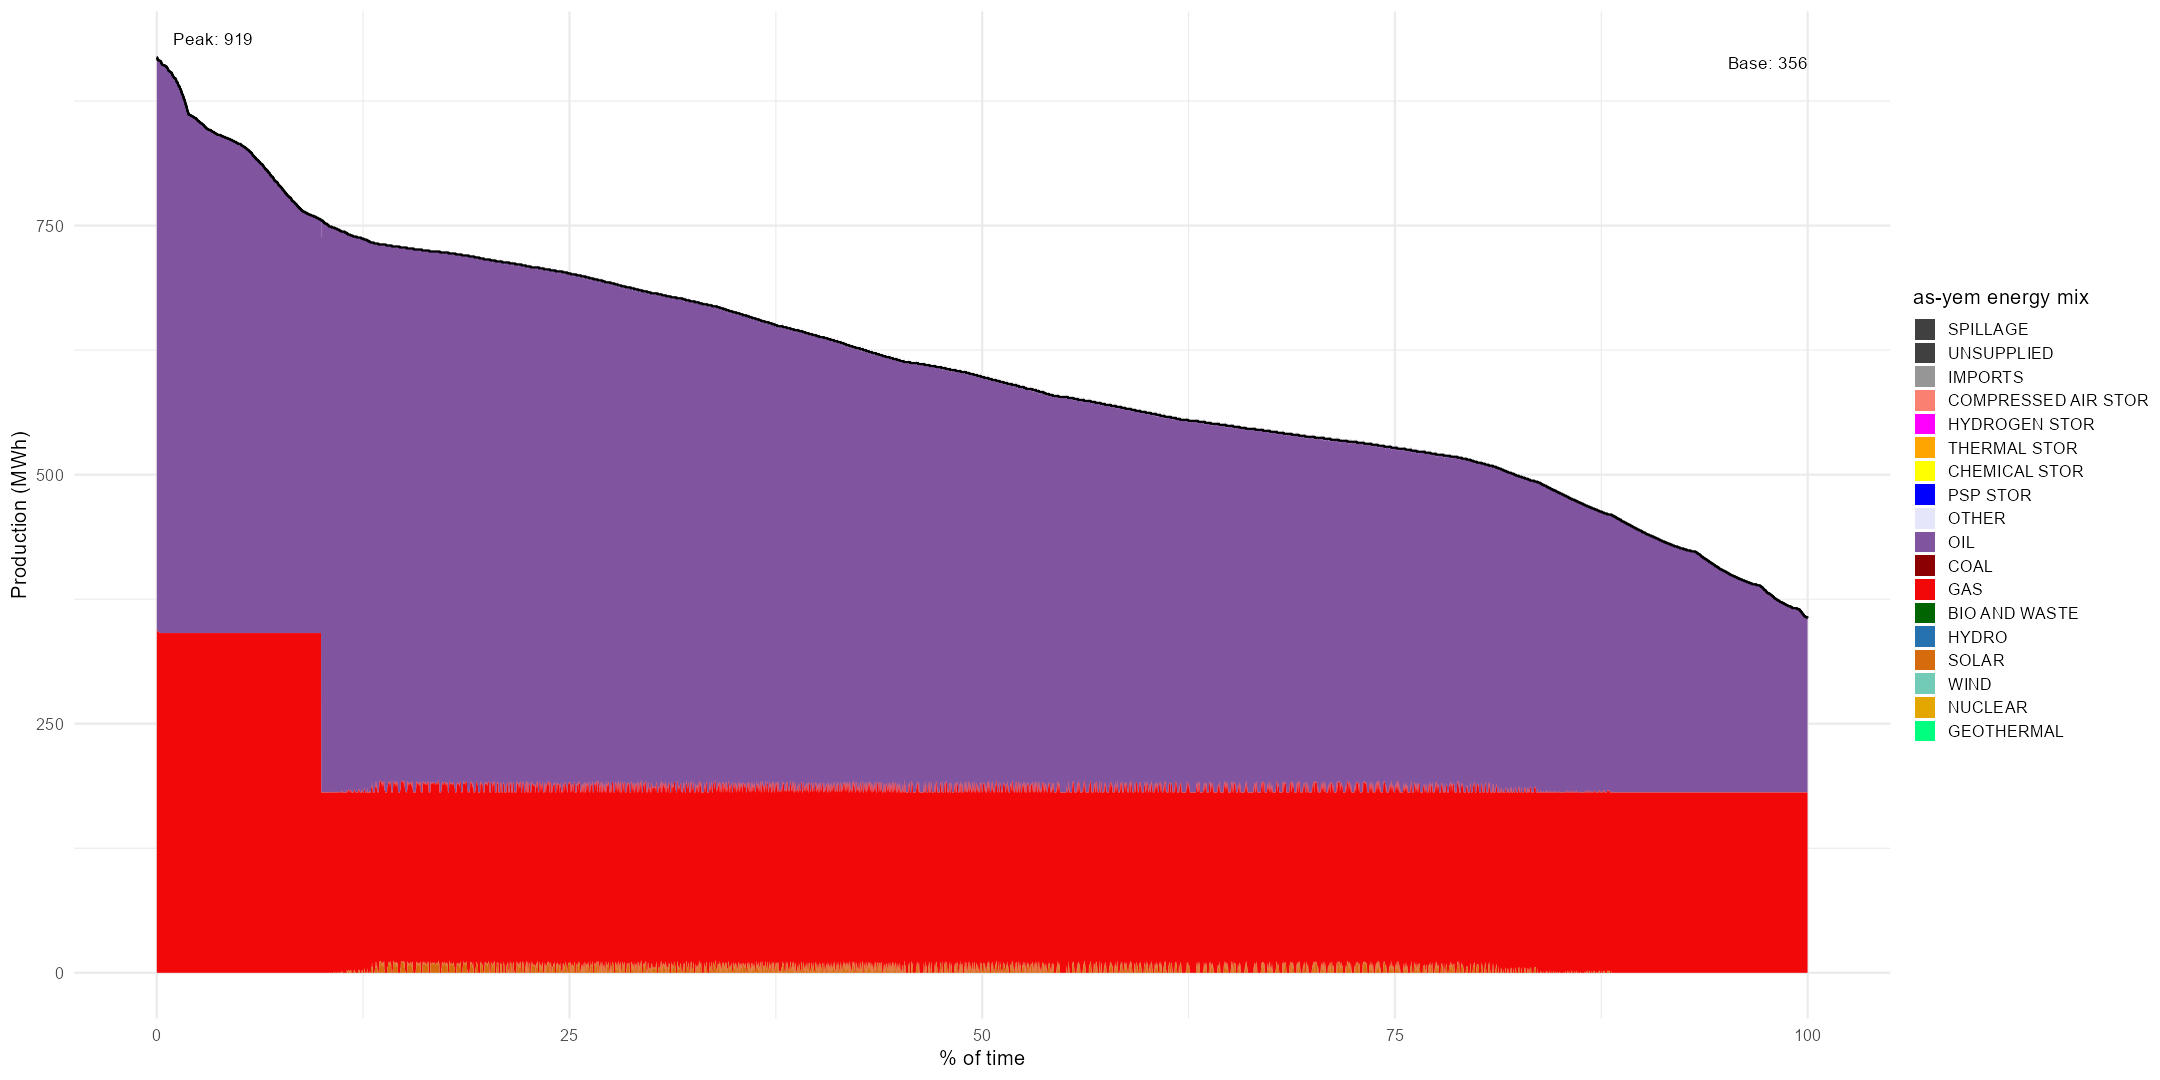 Peak: 919
Base: 356
750
500
250
0
Production (MWh)
0
25
50
75
100
% of time
as-yem energy mix
SPILLAGE
UNSUPPLIED
IMPORTS
COMPRESSED AIR STOR
HYDROGEN STOR
THERMAL STOR
CHEMICAL STOR
PSP STOR
OTHER
OIL
COAL
GAS
BIO AND WASTE
HYDRO
SOLAR
WIND
NUCLEAR
GEOTHERMAL